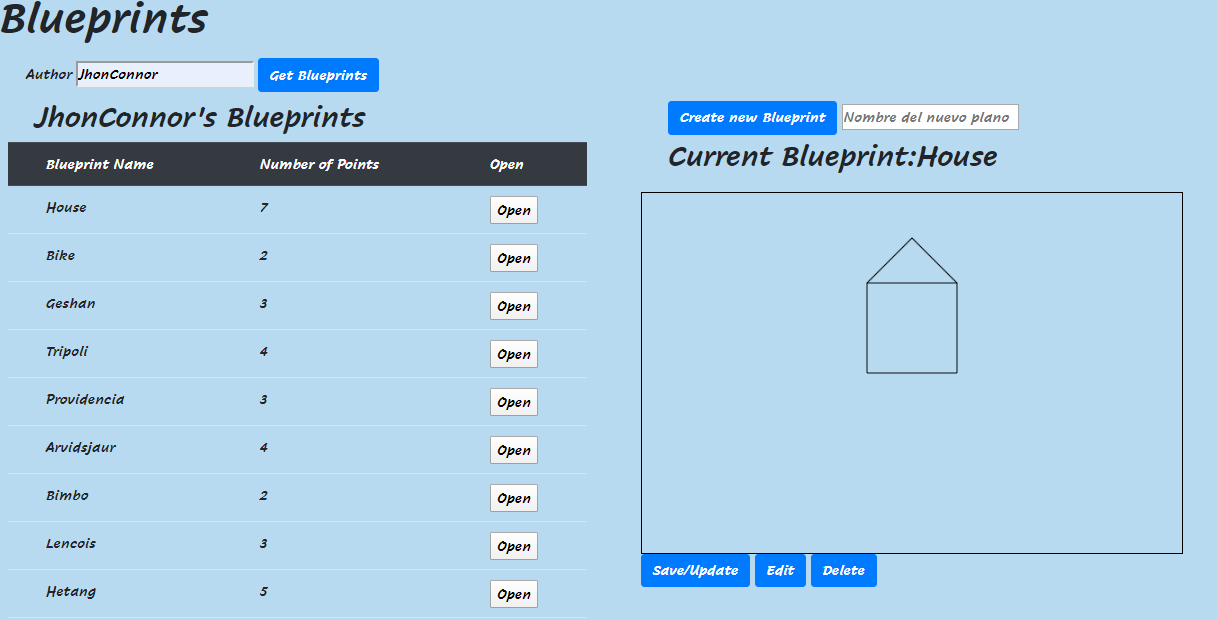 Blueprints
Author JhonConnor Get Blueprints
JhonConnor's Blueprints
Blueprint Name Number of Points Open
House 7 Open
Bike 2 Open
Geshan 3 Open
Tripoli 4 Open
Providencia 3 Open
Arvidsjaur 4 Open
Bimbo 2 Open
Lencois 3 Open
Hetang 5 Open
Create new Blueprint Nombre del nuevo plano
Current Blueprint:House
Save/Update Edit Delete